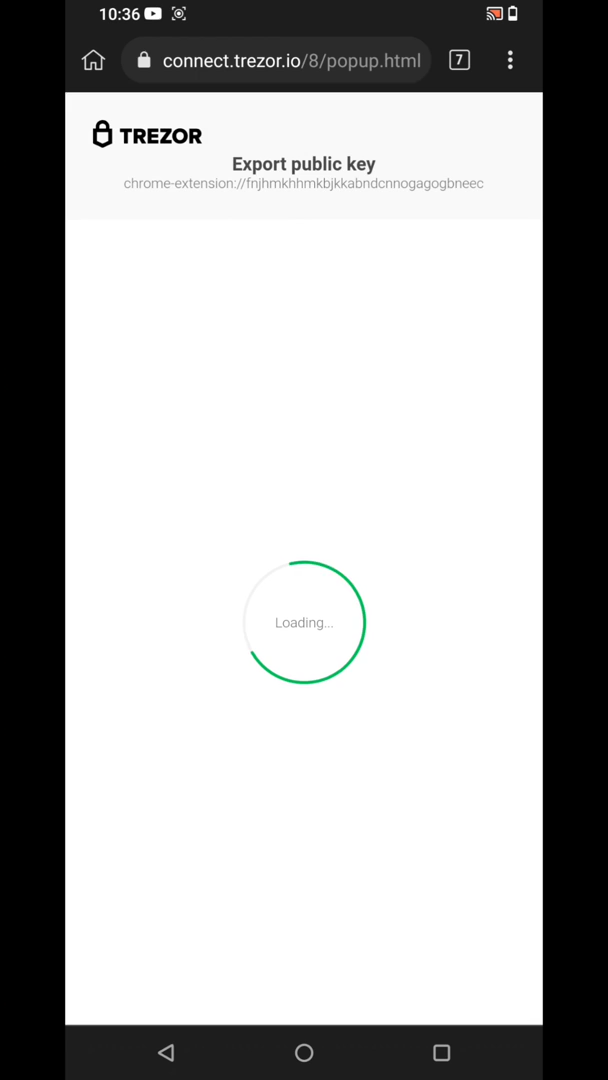 10:36
connect.trezor.io/8/popup.html
7
TREZOR
Export public key
chrome-extension://fnjhmkhhmkbjkkabndcnnogagogbneec
Loading...